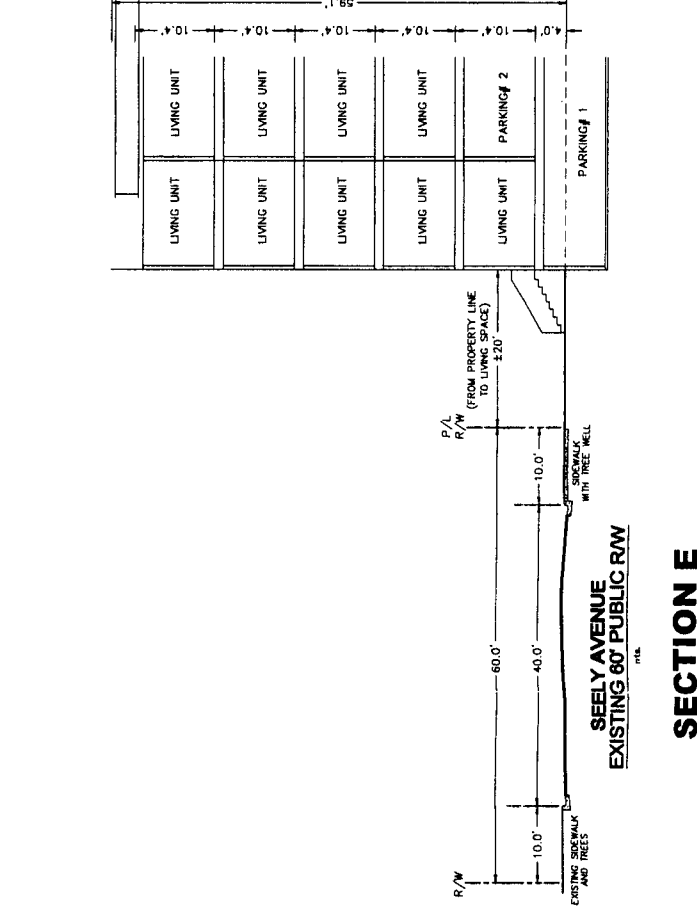 59.1'
10.4'
10.4'
10.4'
10.4'
10.4'
4.0'
LIVING UNIT
LIVING UNIT
LIVING UNIT
LIVING UNIT
PARKING# 2
PARKING# 1
LIVING UNIT
LIVING UNIT
LIVING UNIT
LIVING UNIT
LIVING UNIT
(FROM PROPERTY LINE
TO LIVING SPACE)
±20'
P/L
R/W
10.0'
SIDEWALK
WITH TREE WELL
60.0'
40.0'
10.0'
R/W
EXISTING SIDEWALK
AND TREES
SEELY AVENUE
EXISTING 60' PUBLIC R/W
nts.
SECTION E